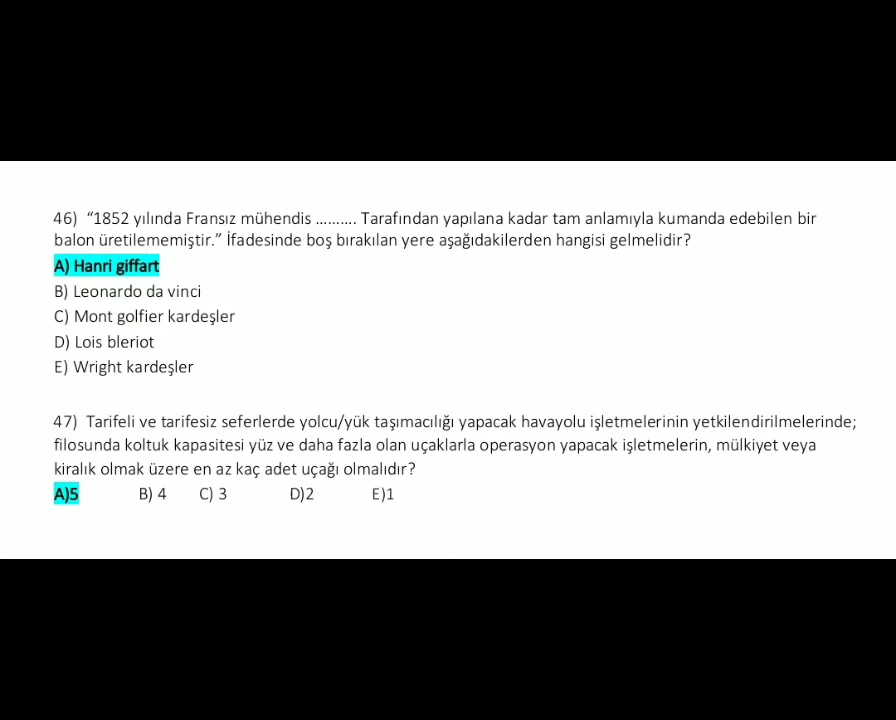 46) “1852 yılında Fransız mühendis .......... Tarafından yapılana kadar tam anlamıyla kumanda edebilen bir
balon üretilememiştir.” İfadesinde boş bırakılan yere aşağıdakilerden hangisi gelmelidir?
A) Hanri giffart
B) Leonardo da vinci
C) Mont golfier kardeşler
D) Lois bleriot
E) Wright kardeşler
47) Tarifeli ve tarifesiz seferlerde yolcu/yük taşımacılığı yapacak havayolu işletmelerinin yetkilendirilmelerinde;
filosunda koltuk kapasitesi yüz ve daha fazla olan uçaklarla operasyon yapacak işletmelerin, mülkiyet veya
kiralık olmak üzere en az kaç adet uçağı olmalıdır?
A)5 B) 4 C) 3 D)2 E)1